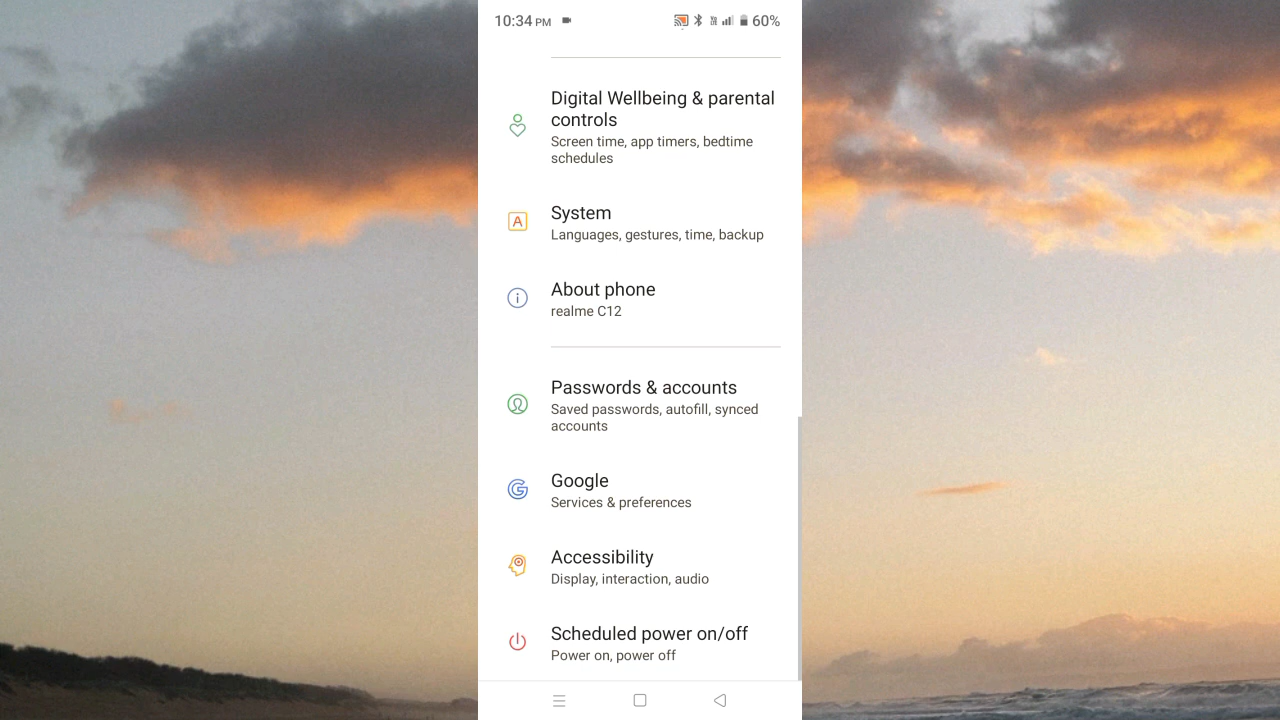 10:34 PM 60%
Digital Wellbeing & parental
controls
Screen time, app timers, bedtime
schedules
A
System
Languages, gestures, time, backup
About phone
realme C12
Passwords & accounts
Saved passwords, autofill, synced
accounts
Google
Services & preferences
Accessibility
Display, interaction, audio
Scheduled power on/off
Power on, power off